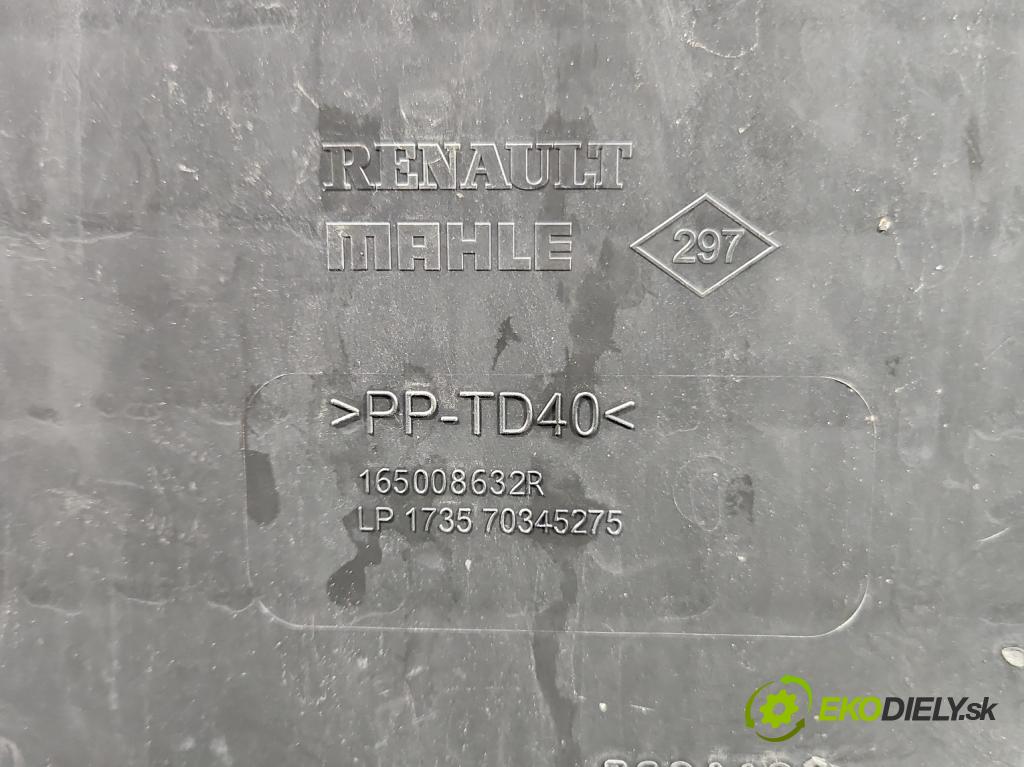 RENAULT
MAHLE
297
>PP-TD40<
165008632R
LP 1735 70345275
EKODIELY.sk